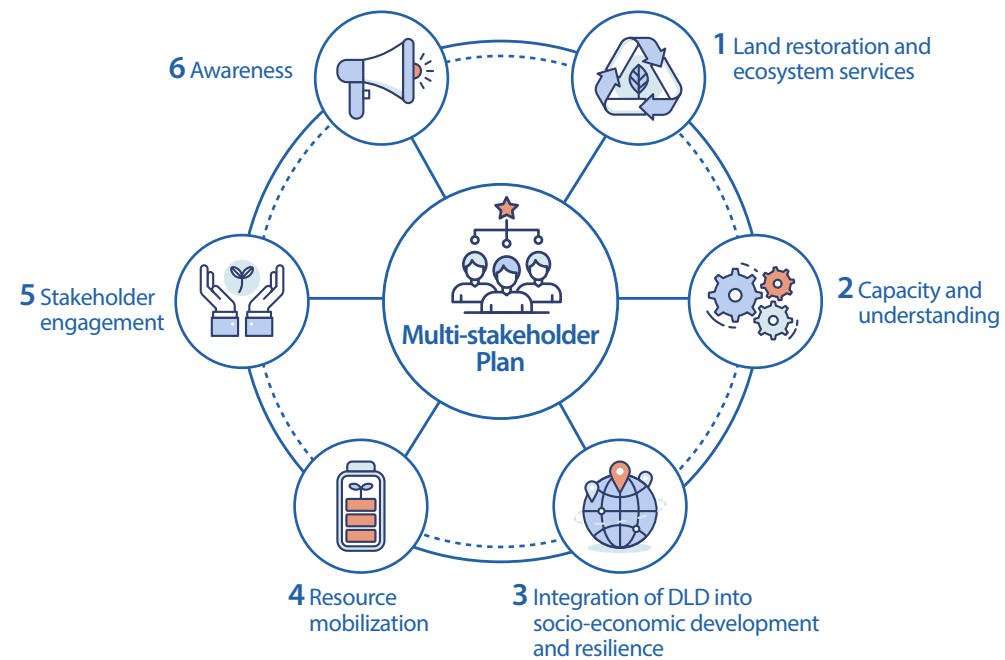 Multi-stakeholder
Plan
1 Land restoration and
ecosystem services
2 Capacity and
understanding
3 Integration of DLD into
socio-economic development
and resilience
4 Resource
mobilization
5 Stakeholder
engagement
6 Awareness